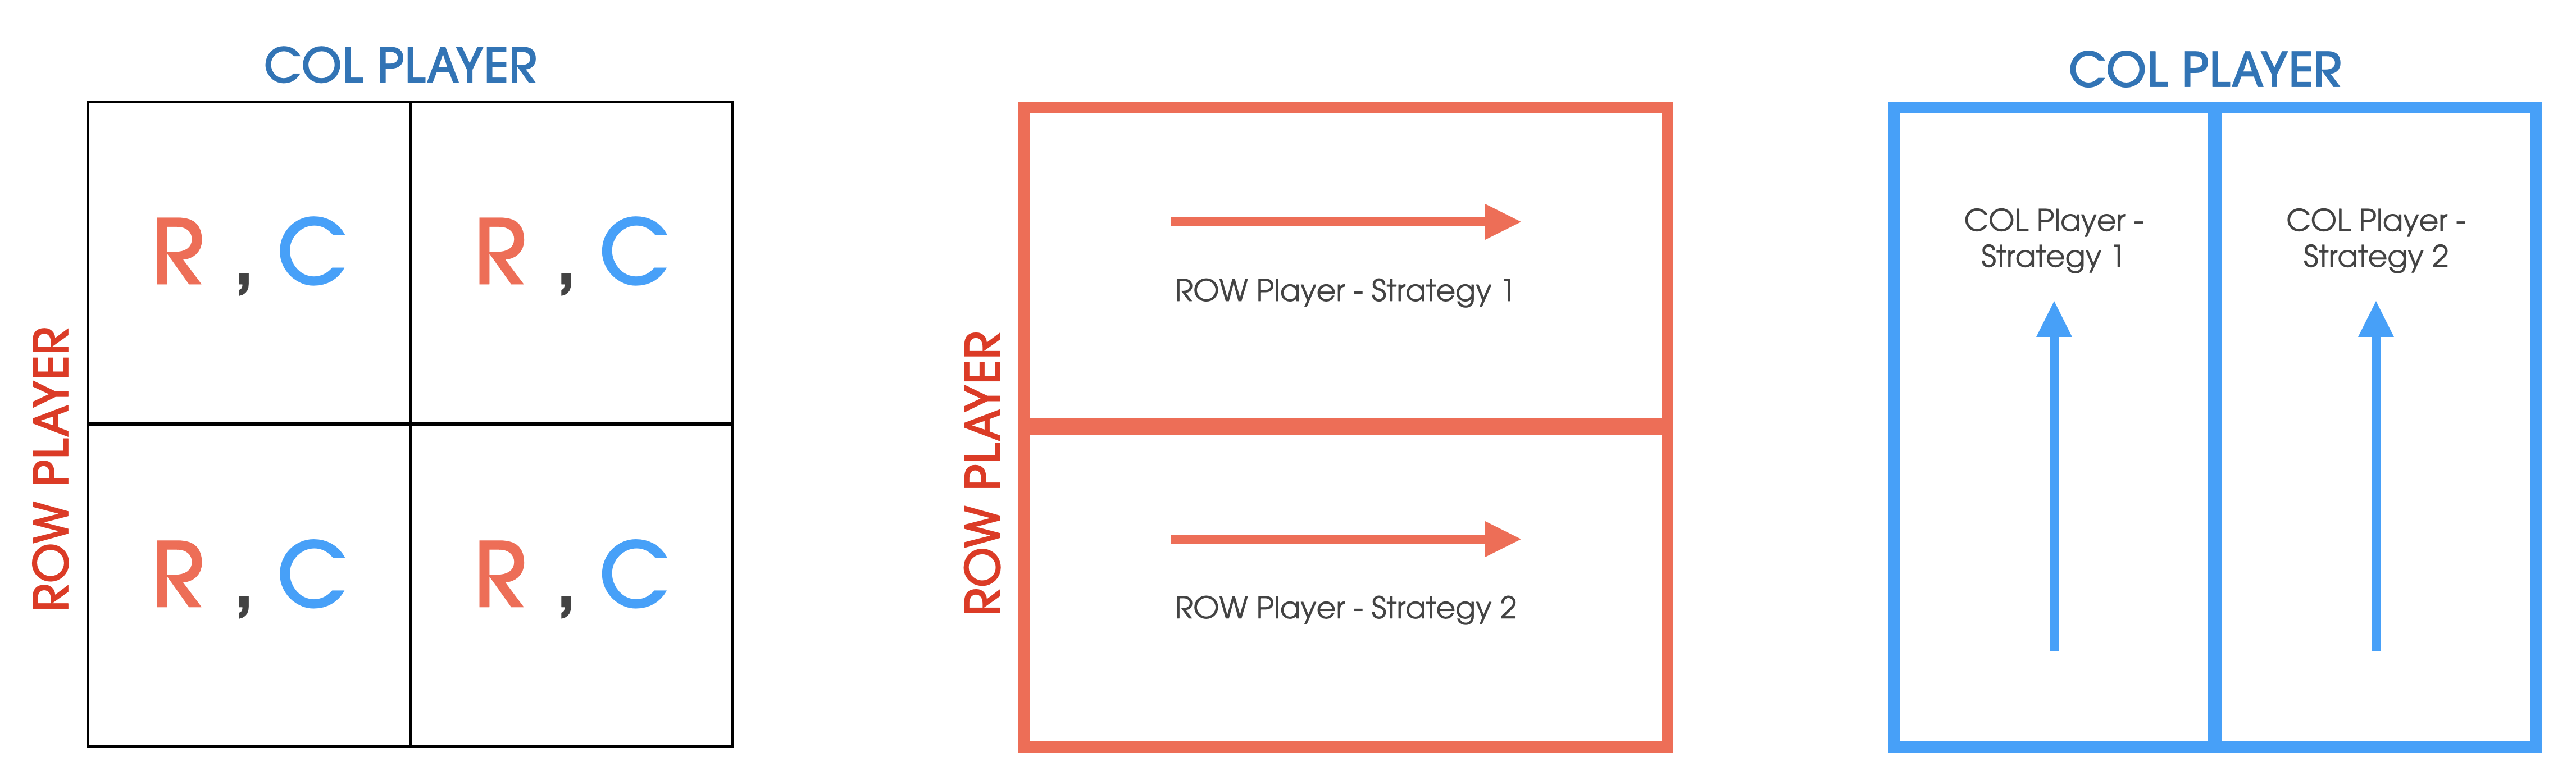 COL PLAYER
ROW PLAYER
R , C
R , C
R , C
R , C
ROW PLAYER
ROW Player - Strategy 1
ROW Player - Strategy 2
COL PLAYER
COL Player -
Strategy 1
COL Player -
Strategy 2